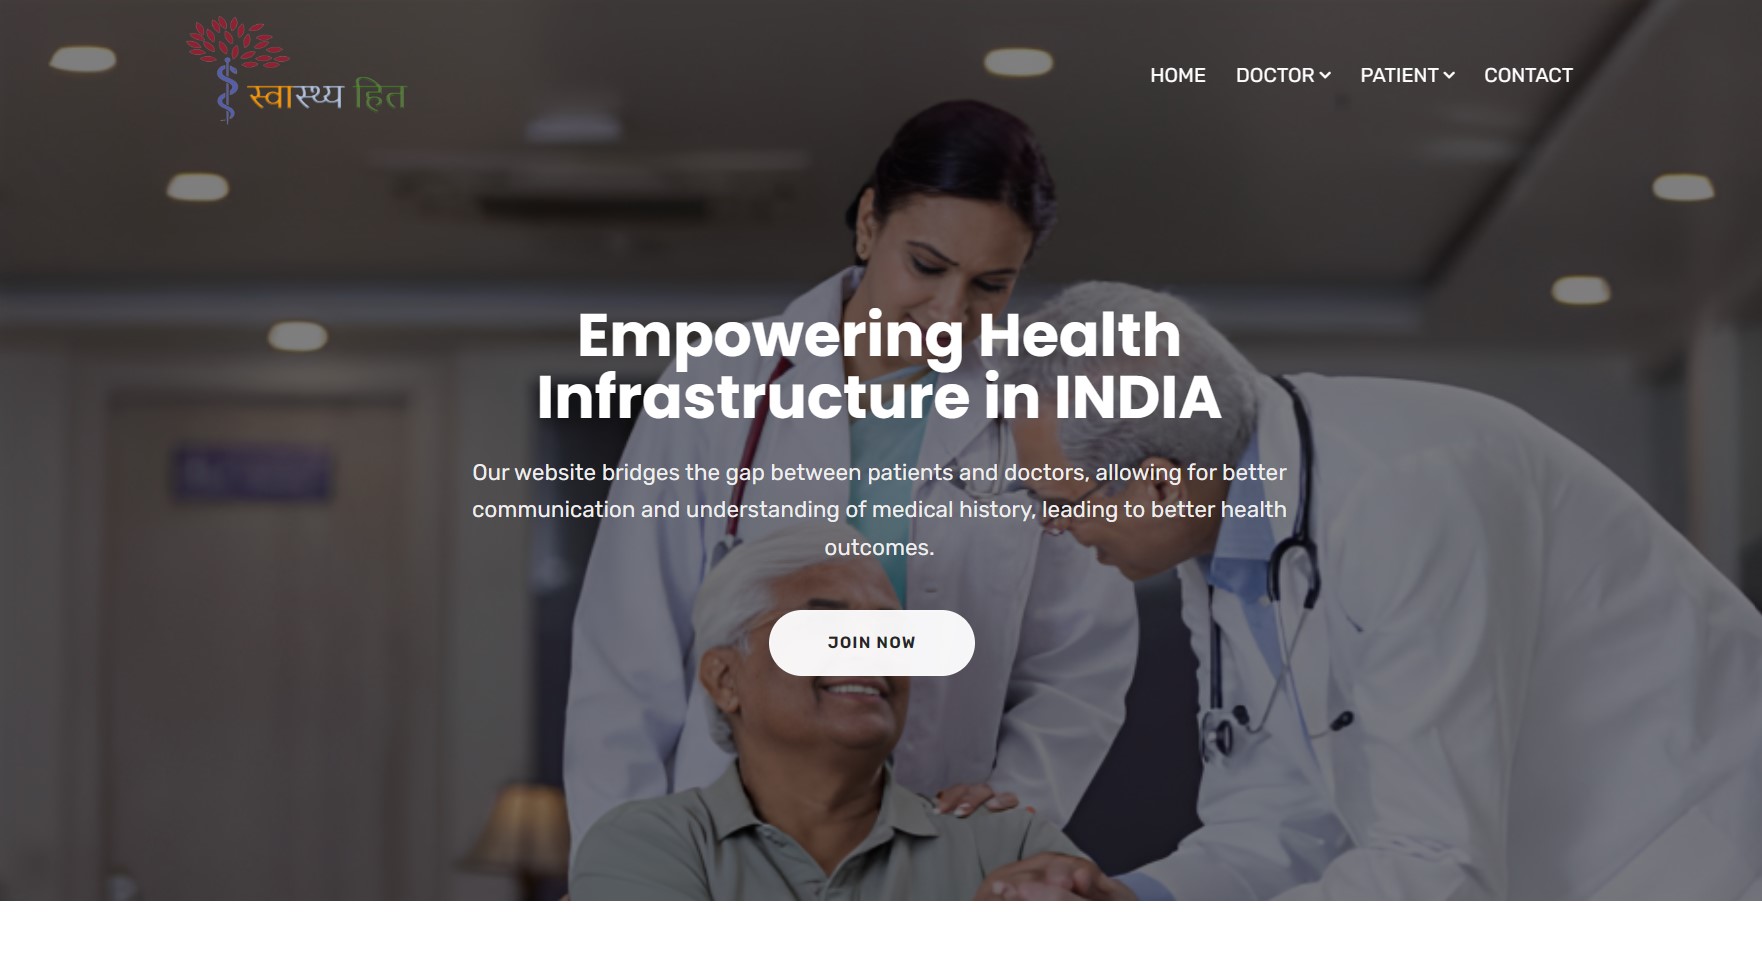 स्वास्थ्य हित
HOME DOCTOR PATIENT CONTACT
Empowering Health
Infrastructure in INDIA
Our website bridges the gap between patients and doctors, allowing for better
communication and understanding of medical history, leading to better health
outcomes.
JOIN NOW